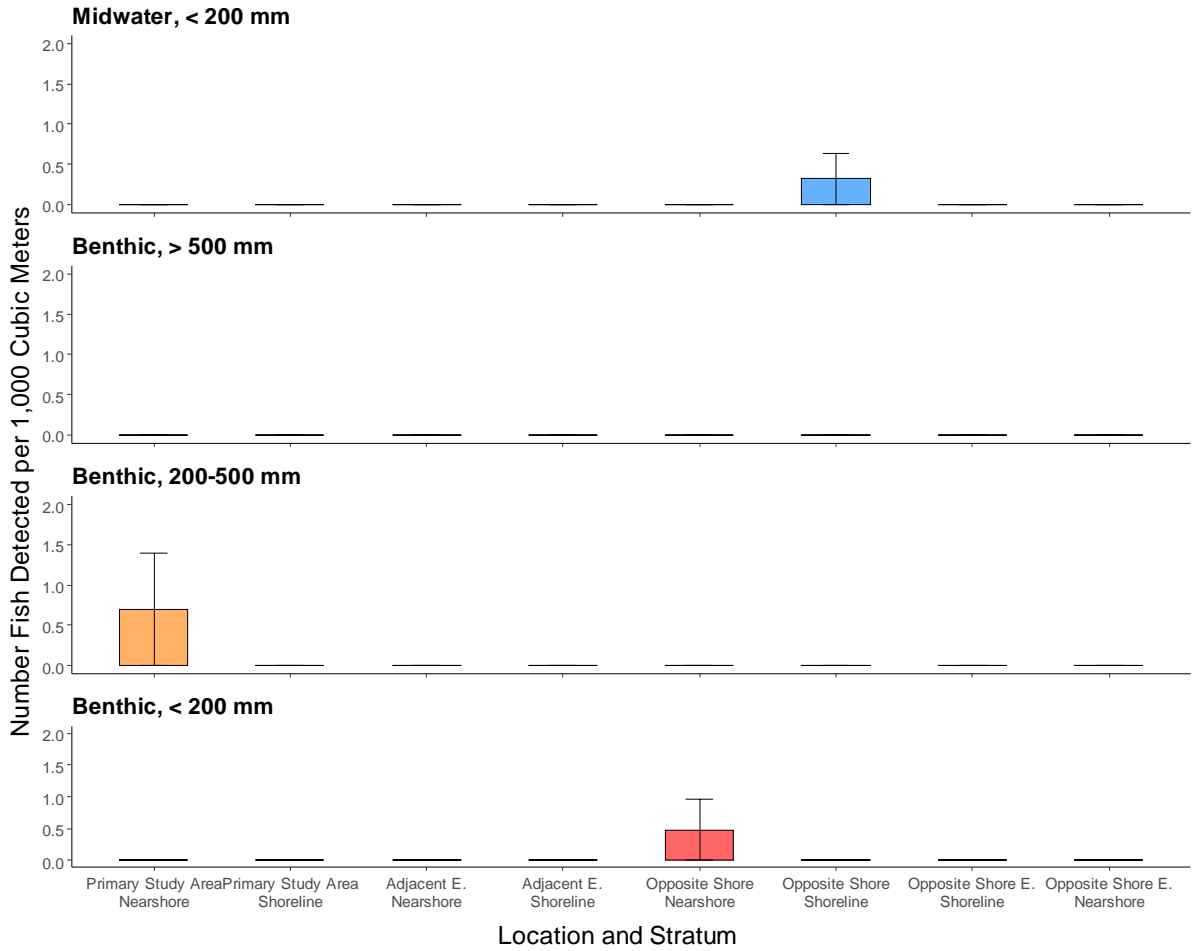 Midwater, < 200 mm
2.0
1.5
1.0
0.5
0.0
Benthic, > 500 mm
2.0
1.5
1.0
0.5
0.0
Benthic, 200-500 mm
2.0
1.5
1.0
0.5
0.0
Benthic, < 200 mm
2.0
1.5
1.0
0.5
0.0
Number Fish Detected per 1,000 Cubic Meters
Primary Study Area
Nearshore
Primary Study Area
Shoreline
Adjacent E.
Nearshore
Adjacent E.
Shoreline
Opposite Shore
Nearshore
Opposite Shore
Shoreline
Opposite Shore E.
Shoreline
Opposite Shore E.
Nearshore
Location and Stratum